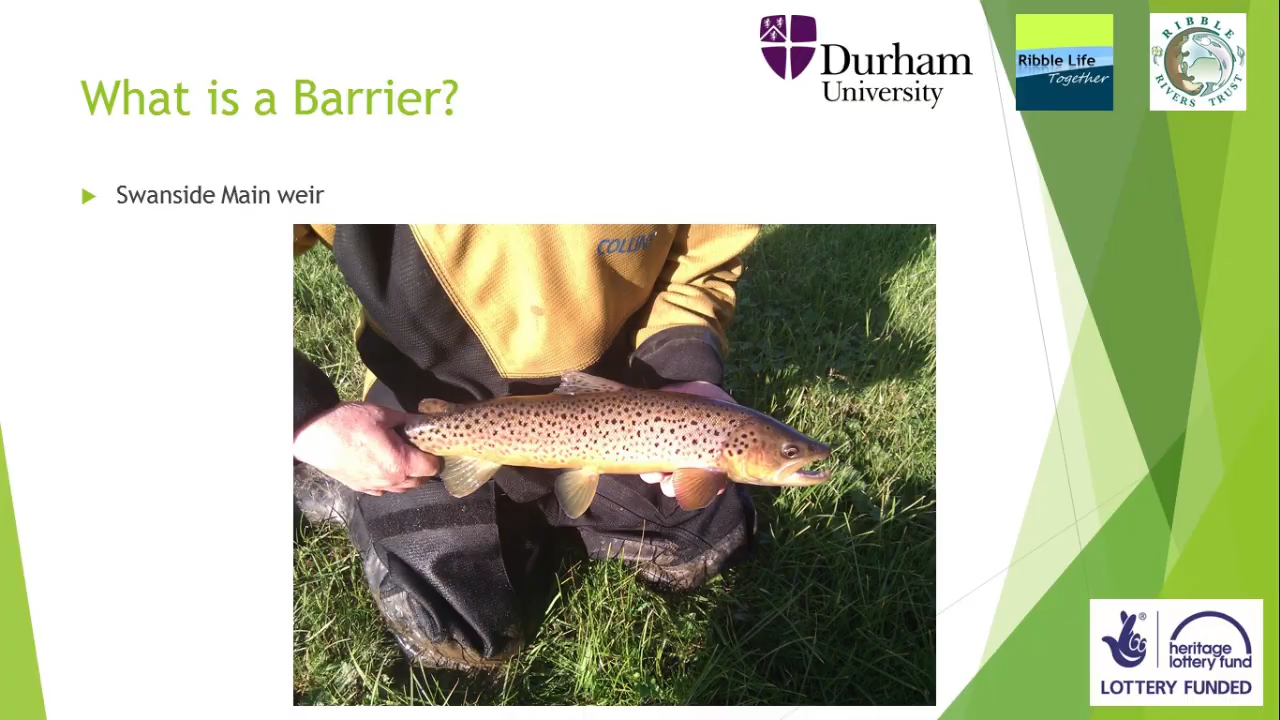 Durham
University
Ribble Life
Together
RIBBLE
RIVERS TRUST
What is a Barrier?
Swanside Main weir
heritage
lottery fund
LOTTERY FUNDED